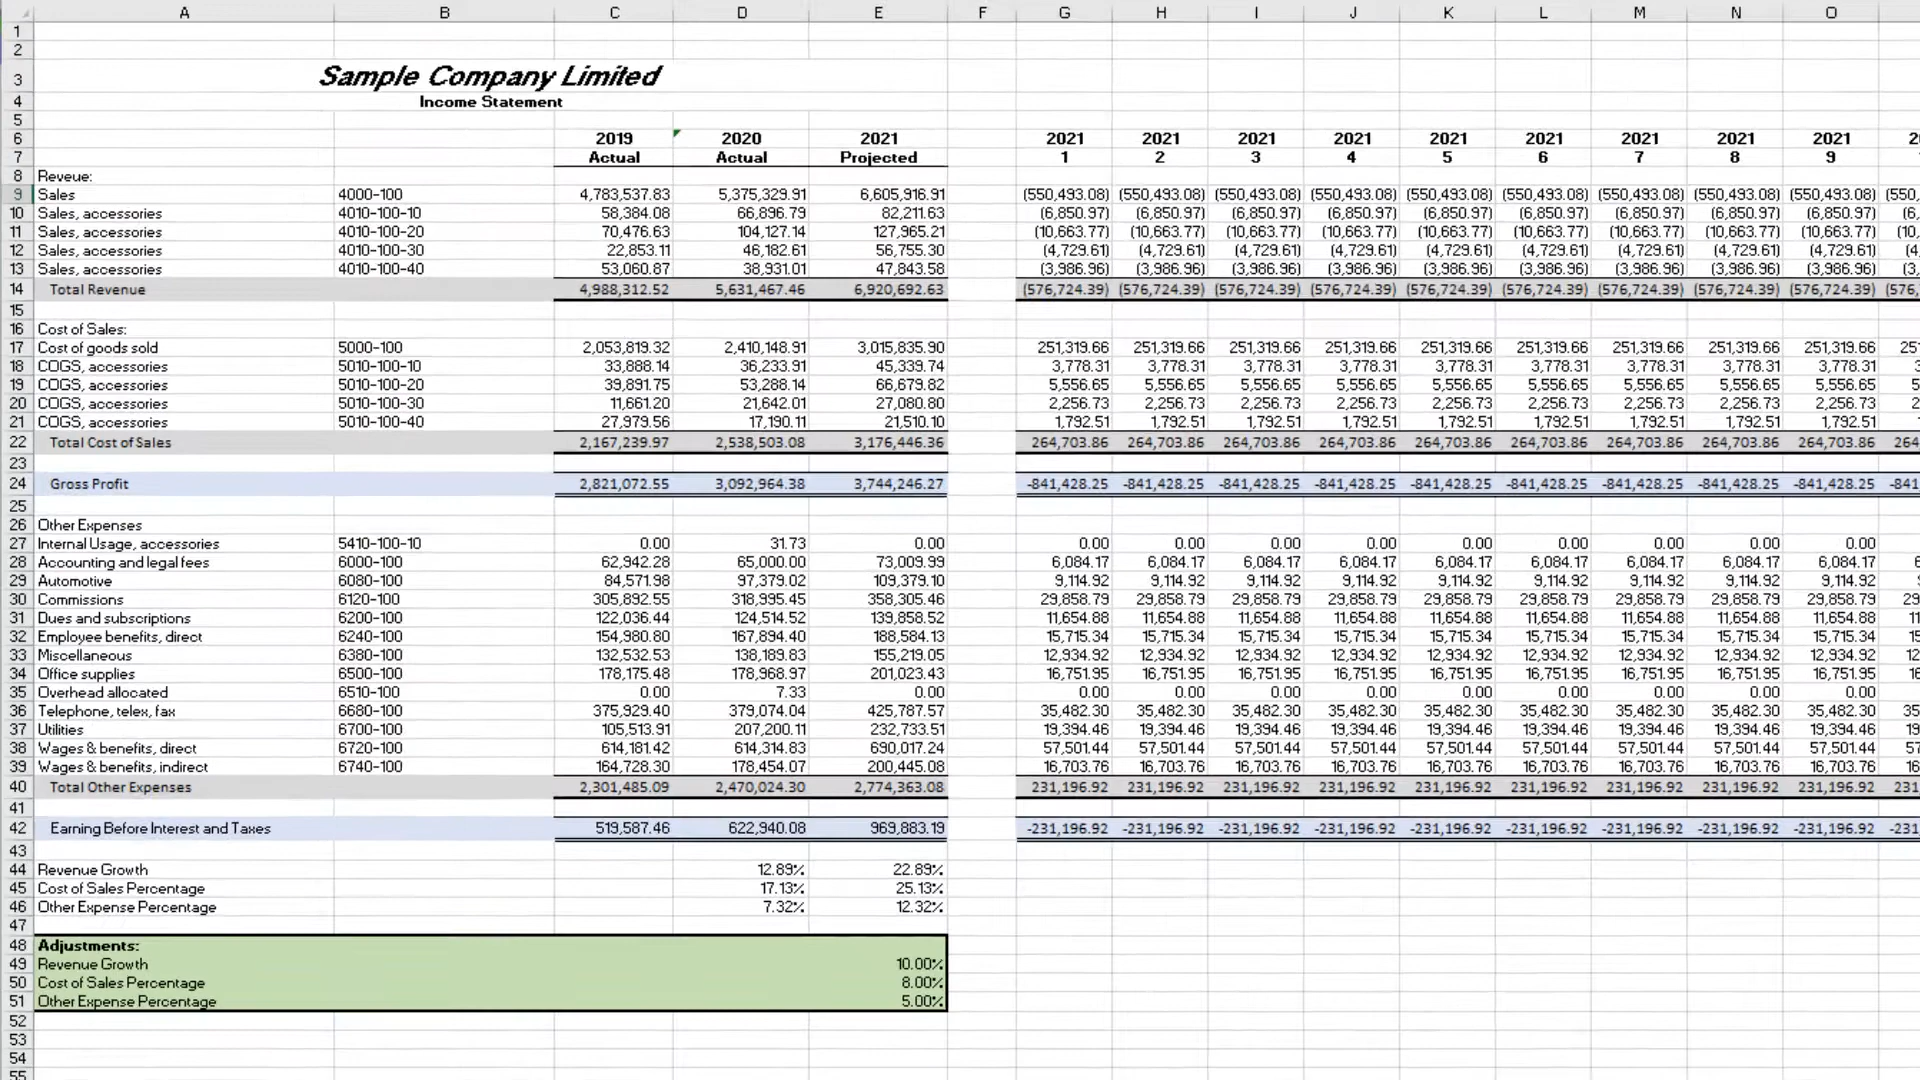 A B C D E F G H I J K L M N O
1
2
3 Sample Company Limited
4 Income Statement
5
6 2019 2020 2021 2021 2021 2021 2021 2021 2021 2021 2021 2021
7 Actual Actual Projected 1 2 3 4 5 6 7 8 9
8 Reveue:
9 Sales 4000-100 4,783,537.83 5,375,329.91 6,605,916.91 (550,493.08) (550,493.08) (550,493.08) (550,493.08) (550,493.08) (550,493.08) (550,493.08) (550,493.08) (550,493.08)
10 Sales, accessories 4010-100-10 58,384.08 66,896.79 82,211.63 (6,850.97) (6,850.97) (6,850.97) (6,850.97) (6,850.97) (6,850.97) (6,850.97) (6,850.97) (6,850.97)
11 Sales, accessories 4010-100-20 70,476.63 104,127.14 127,965.21 (10,663.77) (10,663.77) (10,663.77) (10,663.77) (10,663.77) (10,663.77) (10,663.77) (10,663.77) (10,663.77)
12 Sales, accessories 4010-100-30 22,853.11 46,182.61 56,755.30 (4,729.61) (4,729.61) (4,729.61) (4,729.61) (4,729.61) (4,729.61) (4,729.61) (4,729.61) (4,729.61)
13 Sales, accessories 4010-100-40 53,060.87 38,931.01 47,843.58 (3,986.96) (3,986.96) (3,986.96) (3,986.96) (3,986.96) (3,986.96) (3,986.96) (3,986.96) (3,986.96)
14 Total Revenue 4,988,312.52 5,631,467.46 6,920,692.63 (576,724.39) (576,724.39) (576,724.39) (576,724.39) (576,724.39) (576,724.39) (576,724.39) (576,724.39) (576,724.39)
15
16 Cost of Sales:
17 Cost of goods sold 5000-100 2,053,819.32 2,410,148.91 3,015,835.90 251,319.66 251,319.66 251,319.66 251,319.66 251,319.66 251,319.66 251,319.66 251,319.66 251,319.66
18 COGS, accessories 5010-100-10 33,888.14 36,233.91 45,339.74 3,778.31 3,778.31 3,778.31 3,778.31 3,778.31 3,778.31 3,778.31 3,778.31 3,778.31
19 COGS, accessories 5010-100-20 39,891.75 53,288.14 66,679.82 5,556.65 5,556.65 5,556.65 5,556.65 5,556.65 5,556.65 5,556.65 5,556.65 5,556.65
20 COGS, accessories 5010-100-30 11,661.20 21,642.01 27,080.80 2,256.73 2,256.73 2,256.73 2,256.73 2,256.73 2,256.73 2,256.73 2,256.73 2,256.73
21 COGS, accessories 5010-100-40 27,979.56 17,190.11 21,510.10 1,792.51 1,792.51 1,792.51 1,792.51 1,792.51 1,792.51 1,792.51 1,792.51 1,792.51
22 Total Cost of Sales 2,167,239.97 2,538,503.08 3,176,446.36 264,703.86 264,703.86 264,703.86 264,703.86 264,703.86 264,703.86 264,703.86 264,703.86 264,703.86
23
24 Gross Profit 2,821,072.55 3,092,964.38 3,744,246.27 -841,428.25 -841,428.25 -841,428.25 -841,428.25 -841,428.25 -841,428.25 -841,428.25 -841,428.25 -841,428.25
25
26 Other Expenses
27 Internal Usage, accessories 5410-100-10 0.00 31.73 0.00 0.00 0.00 0.00 0.00 0.00 0.00 0.00 0.00 0.00
28 Accounting and legal fees 6000-100 62,942.28 65,000.00 73,009.99 6,084.17 6,084.17 6,084.17 6,084.17 6,084.17 6,084.17 6,084.17 6,084.17 6,084.17
29 Automotive 6080-100 84,571.98 97,379.02 109,379.10 9,114.92 9,114.92 9,114.92 9,114.92 9,114.92 9,114.92 9,114.92 9,114.92 9,114.92
30 Commissions 6120-100 305,892.55 318,995.45 358,305.46 29,858.79 29,858.79 29,858.79 29,858.79 29,858.79 29,858.79 29,858.79 29,858.79 29,858.79
31 Dues and subscriptions 6200-100 122,036.44 124,514.52 139,858.52 11,654.88 11,654.88 11,654.88 11,654.88 11,654.88 11,654.88 11,654.88 11,654.88 11,654.88
32 Employee benefits, direct 6240-100 154,980.80 167,894.40 188,584.13 15,715.34 15,715.34 15,715.34 15,715.34 15,715.34 15,715.34 15,715.34 15,715.34 15,715.34
33 Miscellaneous 6380-100 132,532.53 138,189.83 155,219.05 12,934.92 12,934.92 12,934.92 12,934.92 12,934.92 12,934.92 12,934.92 12,934.92 12,934.92
34 Office supplies 6500-100 178,175.48 178,968.97 201,023.43 16,751.95 16,751.95 16,751.95 16,751.95 16,751.95 16,751.95 16,751.95 16,751.95 16,751.95
35 Overhead allocated 6510-100 0.00 7.33 0.00 0.00 0.00 0.00 0.00 0.00 0.00 0.00 0.00 0.00
36 Telephone, telex, fax 6680-100 375,929.40 379,074.04 425,787.57 35,482.30 35,482.30 35,482.30 35,482.30 35,482.30 35,482.30 35,482.30 35,482.30 35,482.30
37 Utilities 6700-100 105,513.91 207,200.11 232,733.51 19,394.46 19,394.46 19,394.46 19,394.46 19,394.46 19,394.46 19,394.46 19,394.46 19,394.46
38 Wages & benefits, direct 6720-100 614,181.42 614,314.83 690,017.24 57,501.44 57,501.44 57,501.44 57,501.44 57,501.44 57,501.44 57,501.44 57,501.44 57,501.44
39 Wages & benefits, indirect 6740-100 164,728.30 178,454.07 200,445.08 16,703.76 16,703.76 16,703.76 16,703.76 16,703.76 16,703.76 16,703.76 16,703.76 16,703.76
40 Total Other Expenses 2,301,485.09 2,470,024.30 2,774,363.08 231,196.92 231,196.92 231,196.92 231,196.92 231,196.92 231,196.92 231,196.92 231,196.92 231,196.92
41
42 Earning Before Interest and Taxes 519,587.46 622,940.08 969,883.19 -231,196.92 -231,196.92 -231,196.92 -231,196.92 -231,196.92 -231,196.92 -231,196.92 -231,196.92 -231,196.92
43
44 Revenue Growth 12.89% 22.89%
45 Cost of Sales Percentage 17.13% 25.13%
46 Other Expense Percentage 7.32% 12.32%
47
48 Adjustments:
49 Revenue Growth 10.00%
50 Cost of Sales Percentage 8.00%
51 Other Expense Percentage 5.00%
52
53
54
55